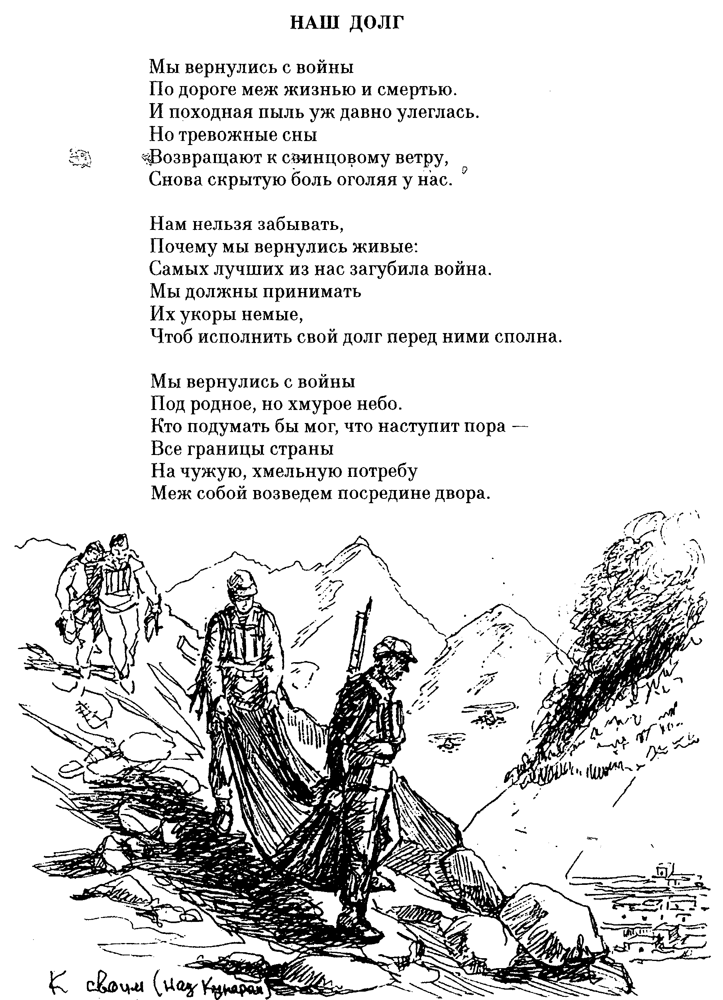 НАШ ДОЛГ
Мы вернулись с войны
По дороге меж жизнью и смертью.
И походная пыль уж давно улеглась.
Но тревожные сны
Возвращают к свинцовому ветру,
Снова скрытую боль оголяя у нас.
Нам нельзя забывать,
Почему мы вернулись живые:
Самых лучших из нас загубила война.
Мы должны принимать
Их укоры немые,
Чтоб исполнить свой долг перед ними сполна.
Мы вернулись с войны
Под родное, но хмурое небо.
Кто подумать бы мог, что наступит пора —
Все границы страны
На чужую, хмельную потребу
Меж собой возведем посредине двора.
К своим (над Кунаром)